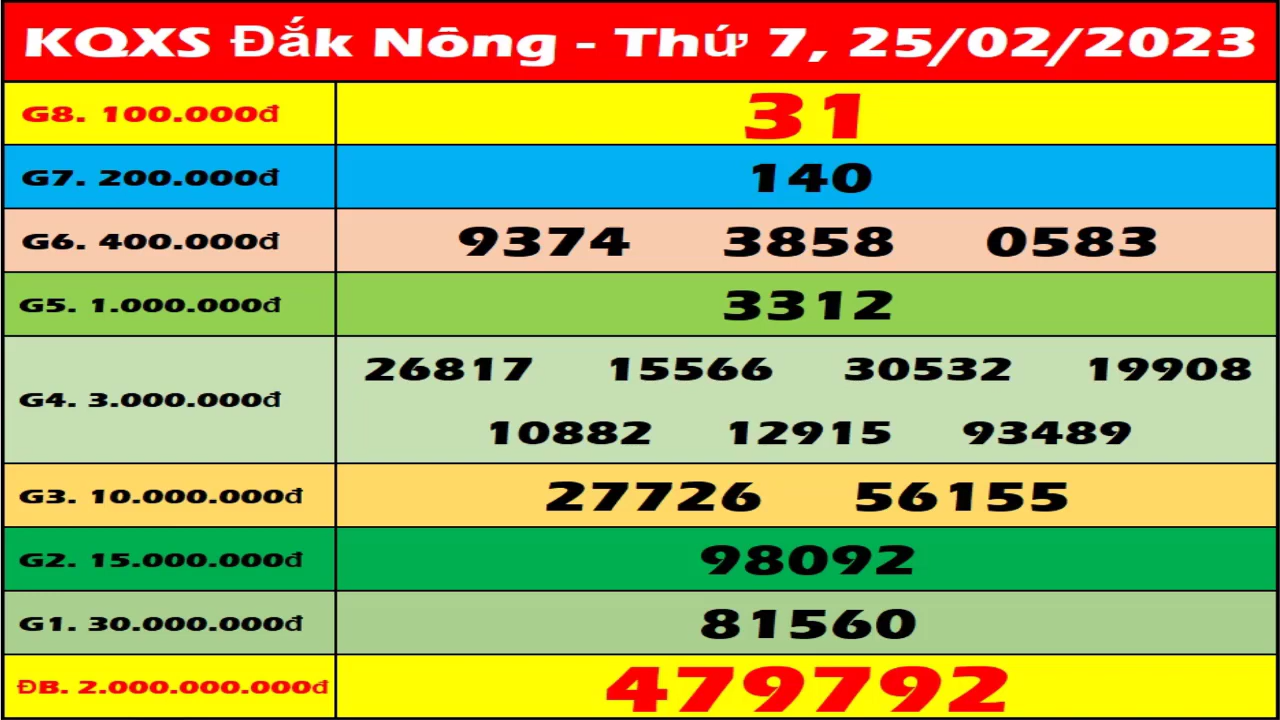 KQXS Đắk Nông - Thứ 7, 25/02/2023
G8. 100.000đ 31
G7. 200.000đ 140
G6. 400.000đ 9374 3858 0583
G5. 1.000.000đ 3312
G4. 3.000.000đ 26817 15566 30532 19908
10882 12915 93489
G3. 10.000.000đ 27726 56155
G2. 15.000.000đ 98092
G1. 30.000.000đ 81560
ĐB. 2.000.000.000đ 479792